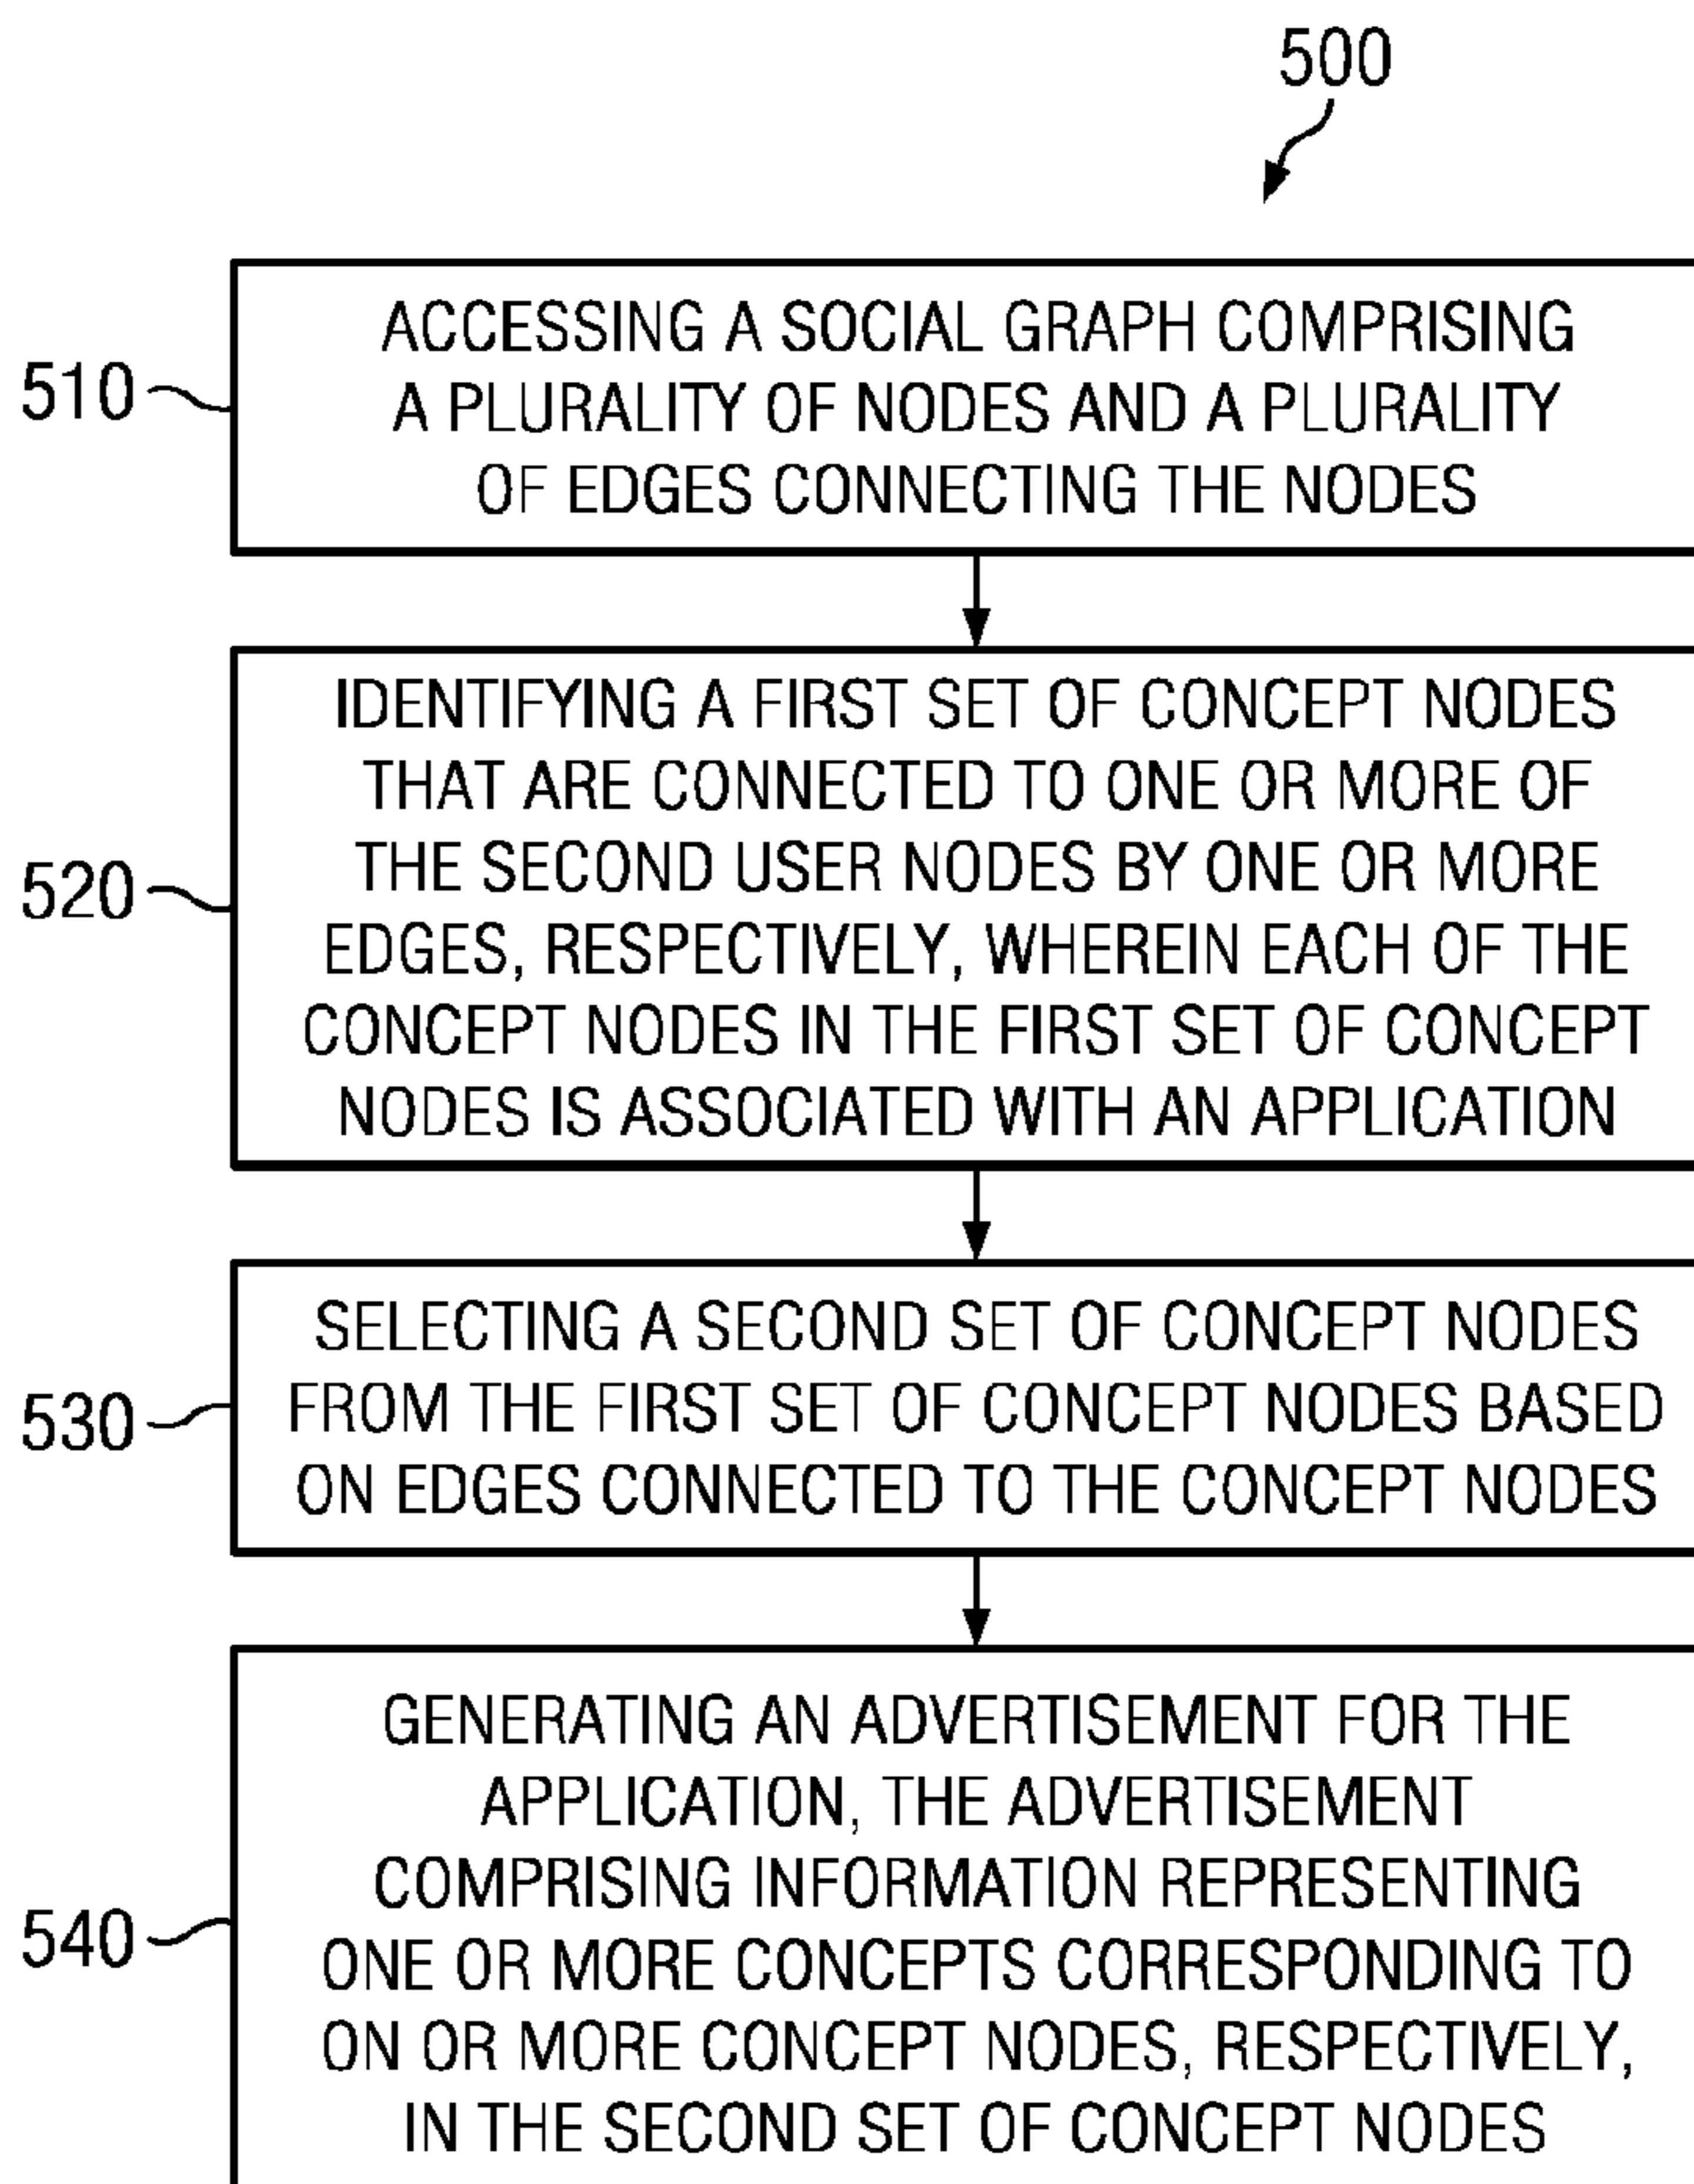 500
510
ACCESSING A SOCIAL GRAPH COMPRISING
A PLURALITY OF NODES AND A PLURALITY
OF EDGES CONNECTING THE NODES
520
IDENTIFYING A FIRST SET OF CONCEPT NODES
THAT ARE CONNECTED TO ONE OR MORE OF
THE SECOND USER NODES BY ONE OR MORE
EDGES, RESPECTIVELY, WHEREIN EACH OF THE
CONCEPT NODES IN THE FIRST SET OF CONCEPT
NODES IS ASSOCIATED WITH AN APPLICATION
530
SELECTING A SECOND SET OF CONCEPT NODES
FROM THE FIRST SET OF CONCEPT NODES BASED
ON EDGES CONNECTED TO THE CONCEPT NODES
540
GENERATING AN ADVERTISEMENT FOR THE
APPLICATION, THE ADVERTISEMENT
COMPRISING INFORMATION REPRESENTING
ONE OR MORE CONCEPTS CORRESPONDING TO
ON OR MORE CONCEPT NODES, RESPECTIVELY,
IN THE SECOND SET OF CONCEPT NODES